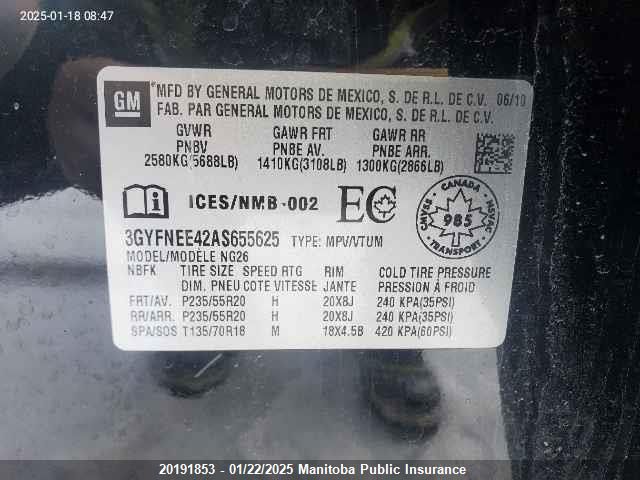 2025-01-18 08:47
GM
*MFD BY GENERAL MOTORS DE MEXICO, S. DE R.L. DE C.V. 06/10
FAB. PAR GENERAL MOTORS DE MEXICO, S. DE R.L. DE C.V.
GVWR GAWR FRT GAWR RR
PNBV PNBE AV. PNBE ARR.
2580KG(5688LB) 1410KG(3108LB) 1300KG(2866LB)
ICES/NMB-002 EC
CANADA
CMVSS 985 NSVAC
3GYFNEE42AS655625 TYPE: MPV/VTUM
MODEL/MODÈLE NG26
NBFK TIRE SIZE SPEED RTG RIM COLD TIRE PRESSURE
DIM. PNEU COTE VITESSE JANTE PRESSION À FROID
FRT/AV. P235/55R20 H 20X8J 240 KPA(35PSI)
RR/ARR. P235/55R20 H 20X8J 240 KPA(35PSI)
SPA/SOS T135/70R18 M 18X4.5B 420 KPA(60PSI)
20191853 - 01/22/2025 Manitoba Public Insurance